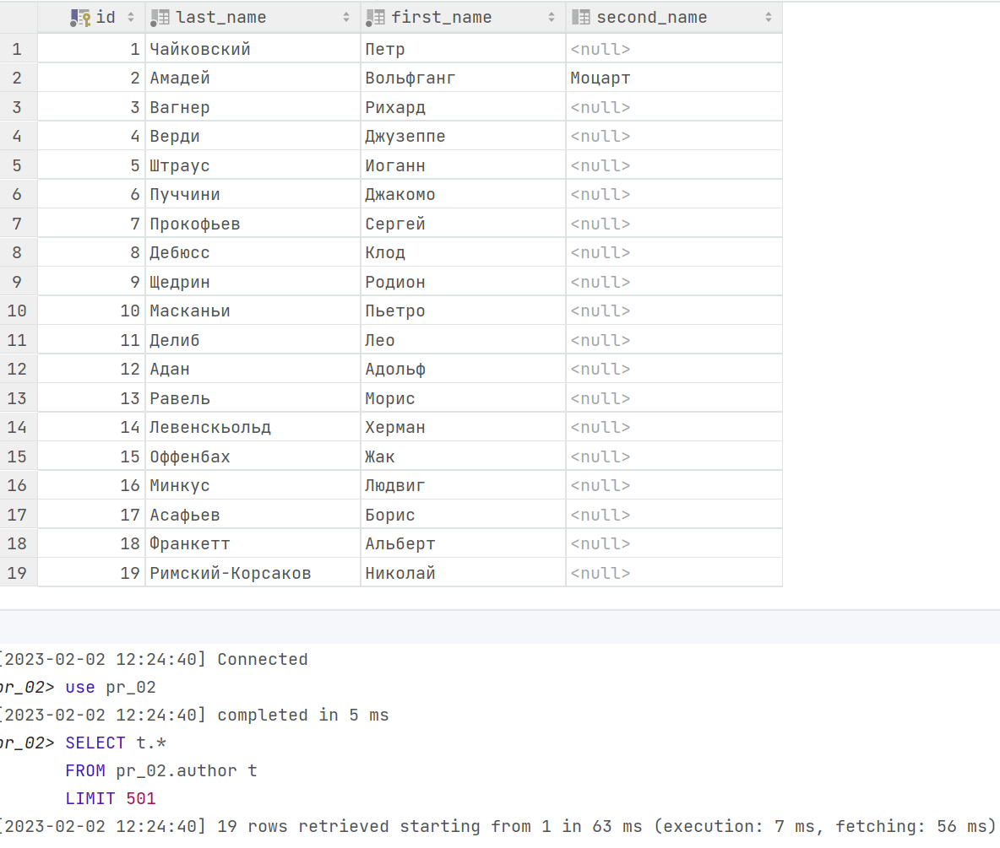 id last_name first_name second_name
1 1 Чайковский Петр <null>
2 2 Амадей Вольфганг Моцарт
3 3 Вагнер Рихард <null>
4 4 Верди Джузеппе <null>
5 5 Штраус Иоганн <null>
6 6 Пуччини Джакомо <null>
7 7 Прокофьев Сергей <null>
8 8 Дебюсс Клод <null>
9 9 Щедрин Родион <null>
10 10 Масканьи Пьетро <null>
11 11 Делиб Лео <null>
12 12 Адан Адольф <null>
13 13 Равель Морис <null>
14 14 Левенскьольд Херман <null>
15 15 Оффенбах Жак <null>
16 16 Минкус Людвиг <null>
17 17 Асафьев Борис <null>
18 18 Франкетт Альберт <null>
19 19 Римский-Корсаков Николай <null>
[2023-02-02 12:24:40] Connected
pr_02> use pr_02
[2023-02-02 12:24:40] completed in 5 ms
pr_02> SELECT t.*
FROM pr_02.author t
LIMIT 501
[2023-02-02 12:24:40] 19 rows retrieved starting from 1 in 63 ms (execution: 7 ms, fetching: 56 ms)